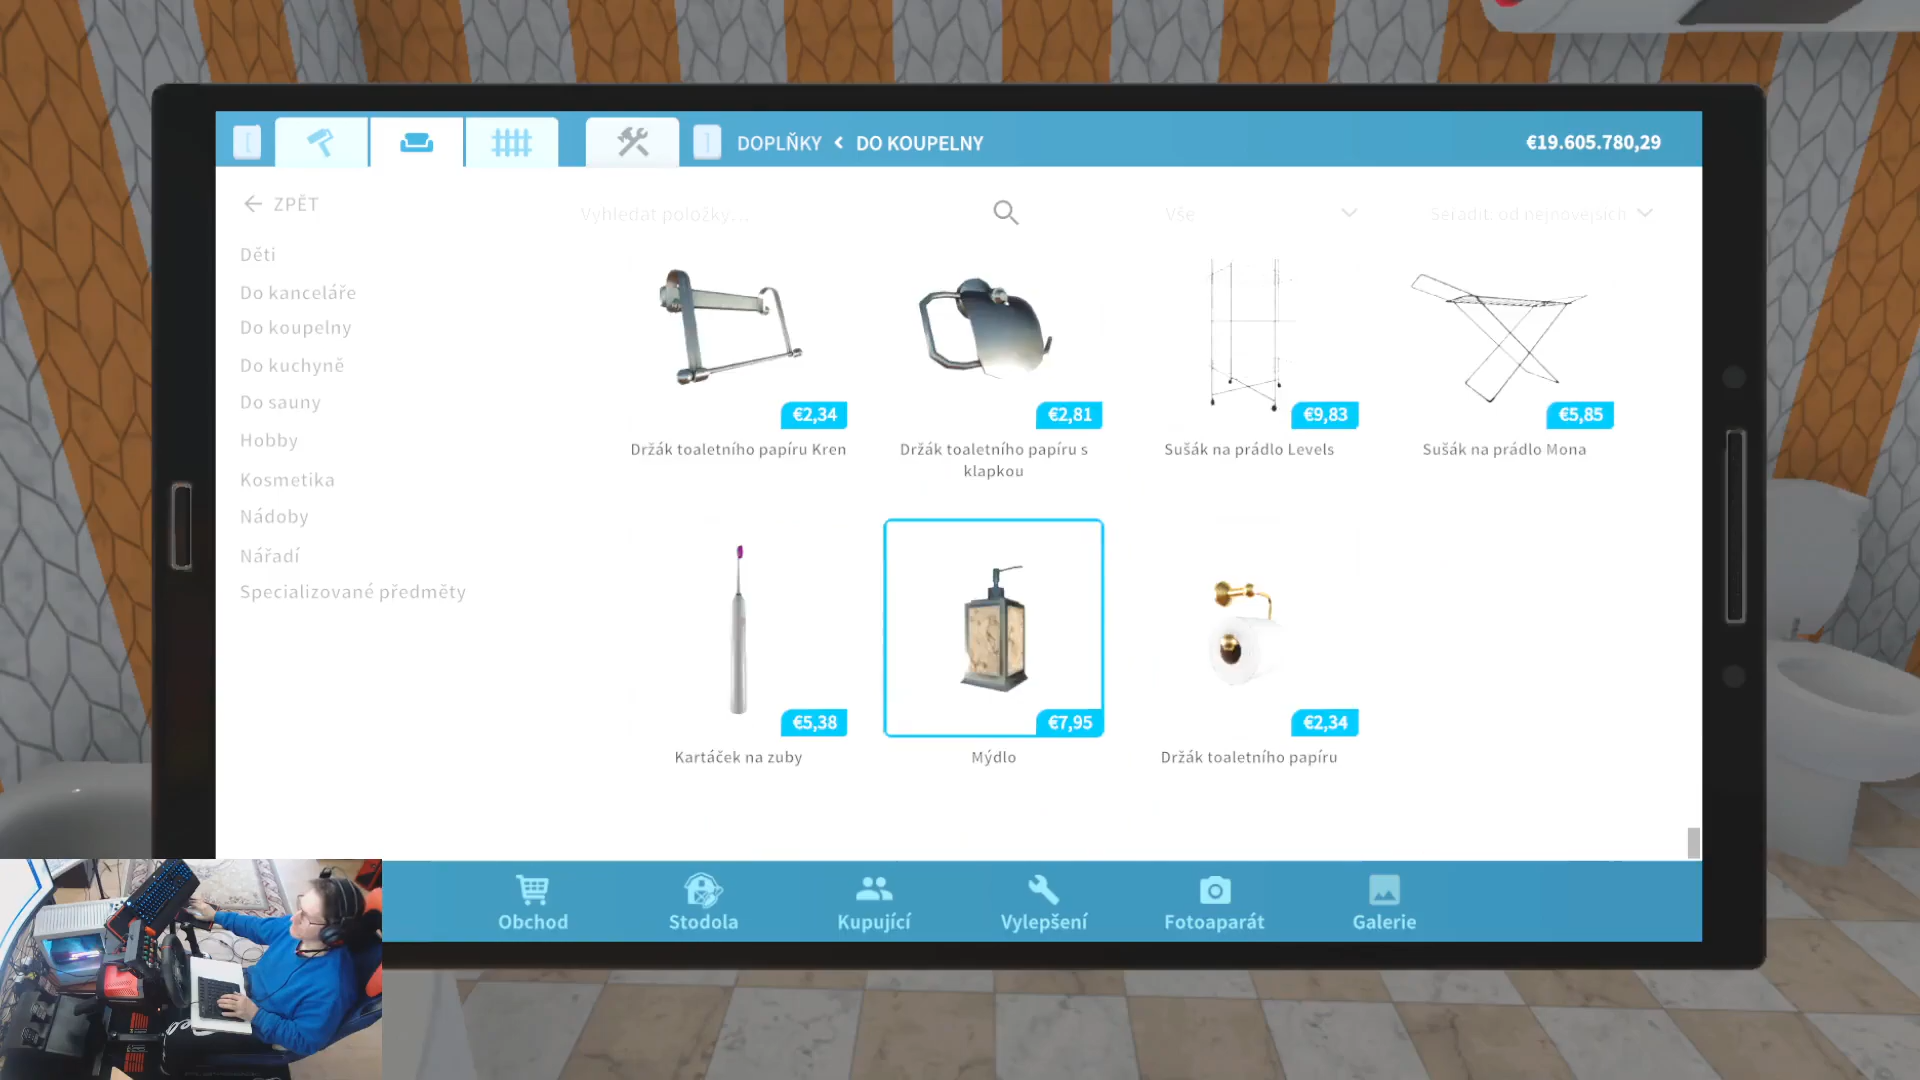 DOPLŇKY < DO KOUPELNY
€19.605.780,29
← ZPĚT
Vyhledat položky...
Vše
Seřadit: od nejnovějších
Děti
Do kanceláře
Do koupelny
Do kuchyně
Do sauny
Hobby
Kosmetika
Nádoby
Nářadí
Specializované předměty
€2,34
€2,81
€9,83
€5,85
Držák toaletního papíru Kren
Držák toaletního papíru s
klapkou
Sušák na prádlo Levels
Sušák na prádlo Mona
€5,38
€7,95
€2,34
Kartáček na zuby
Mýdlo
Držák toaletního papíru
Obchod
Stodola
Kupující
Vylepšení
Fotoaparát
Galerie